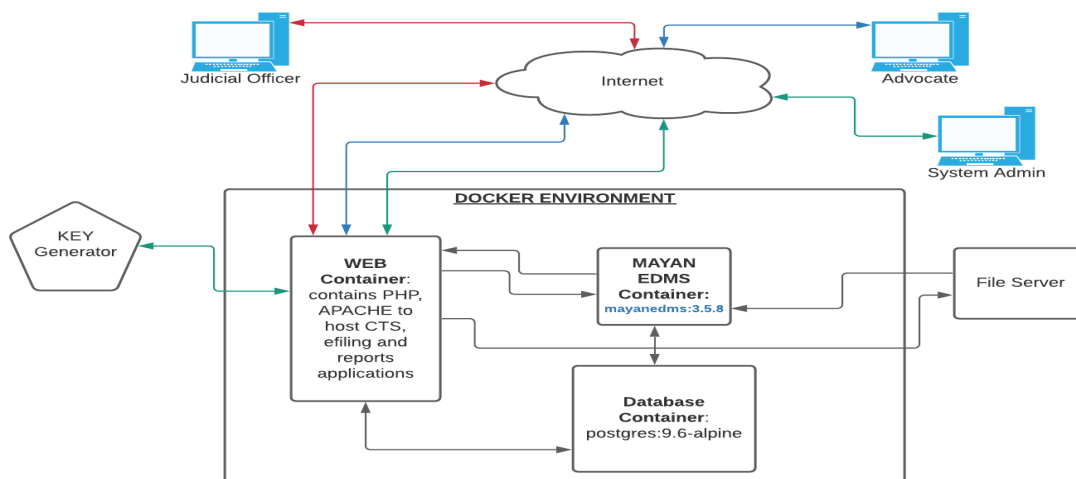 Judicial Officer
Internet
Advocate
System Admin
DOCKER ENVIRONMENT
KEY
Generator
WEB
Container:
contains PHP,
APACHE to
host CTS,
efiling and
reports
applications
MAYAN
EDMS
Container:
mayanedms:3.5.8
File Server
Database
Container:
postgres:9.6-alpine